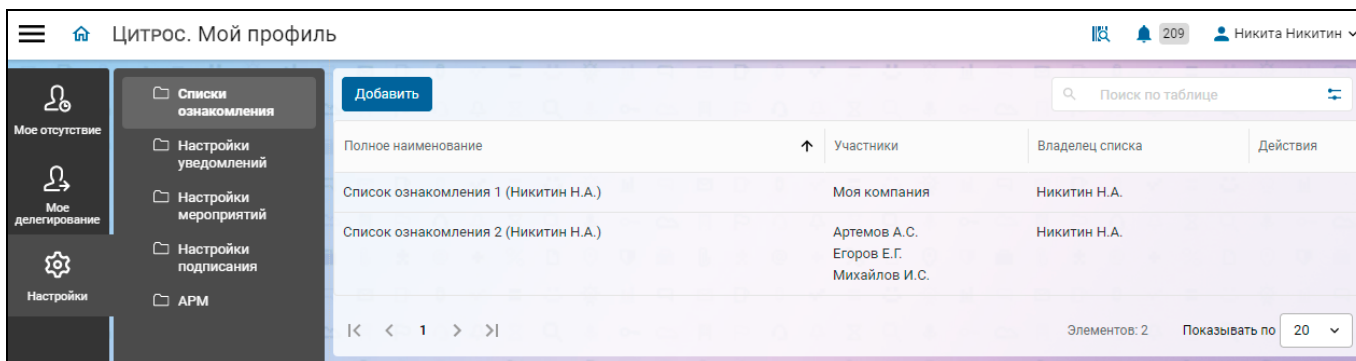 Цитрос. Мой профиль
209
Никита Никитин
Мое отсутствие
Мое
делегирование
Настройки
Списки
ознакомления
Настройки
уведомлений
Настройки
мероприятий
Настройки
подписания
АРМ
Добавить
Поиск по таблице
Полное наименование Участники Владелец списка Действия
Список ознакомления 1 (Никитин Н.А.) Моя компания Никитин Н.А.
Список ознакомления 2 (Никитин Н.А.) Артемов А.С. Никитин Н.А.
Егоров Е.Г.
Михайлов И.С.
1
Элементов: 2 Показывать по 20